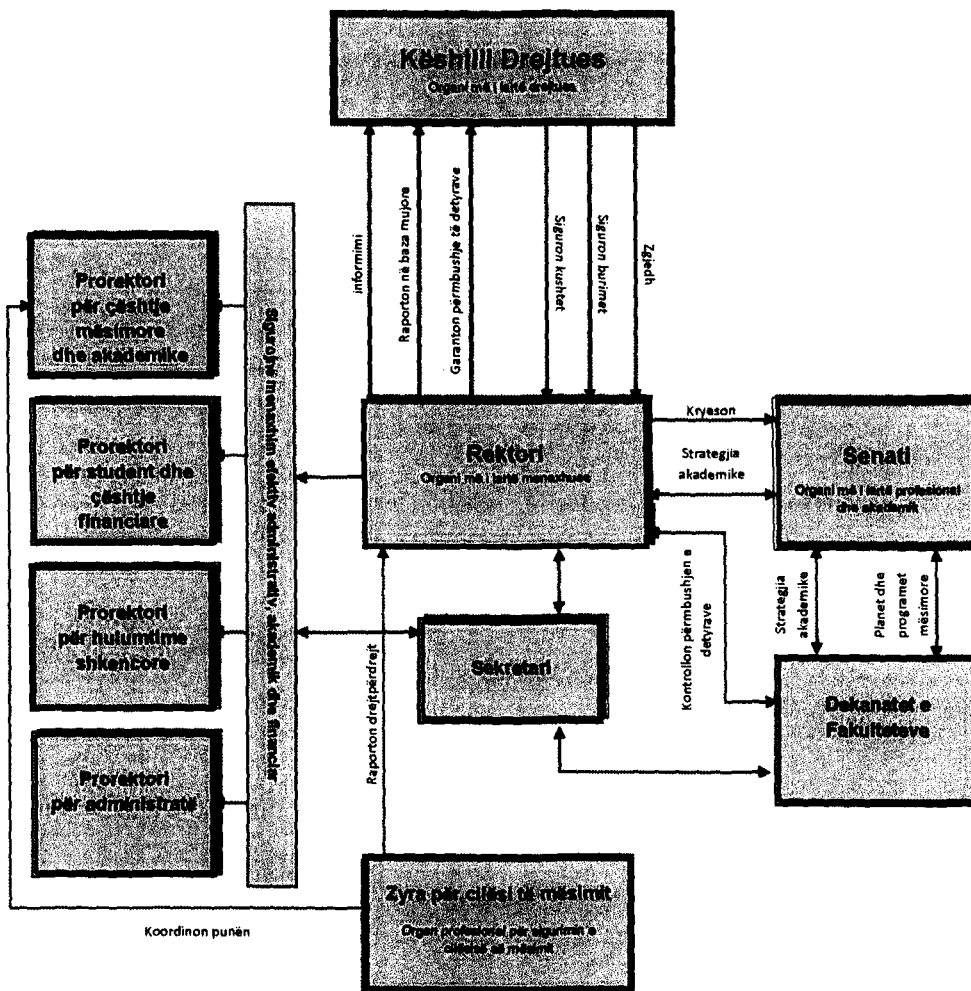 Këshilli Drejtues
Organi më i lartë drejtues
informimi
Raporton në baza mujore
Garanton përmbushje të detyrave
Siguron kushtet
Siguron burimet
Zgjedh
Prorektori
për çështje
mësimore
dhe akademike
Prorektori
për student dhe
çështje
financiare
Prorektori
për hulumtime
shkencore
Prorektori
për administratë
Sigurojnë menaxhim efektiv administrativ, akademik dhe financiar
Rektori
Organi më i lartë menaxhues
Kryeson
Strategjia
akademike
Senati
Organi më i lartë profesional
dhe akademik
Strategjia
akademike
Planet dhe
programet
mësimore
Kontrollon përmbushjen e
detyrave
Sekretari
Raporton drejtpërdrejt
Dekanatet e
Fakulteteve
Zyra për cilësi të mësimit
Organ profesional për sigurimin e
cilësisë së mësimit
Koordinon punën